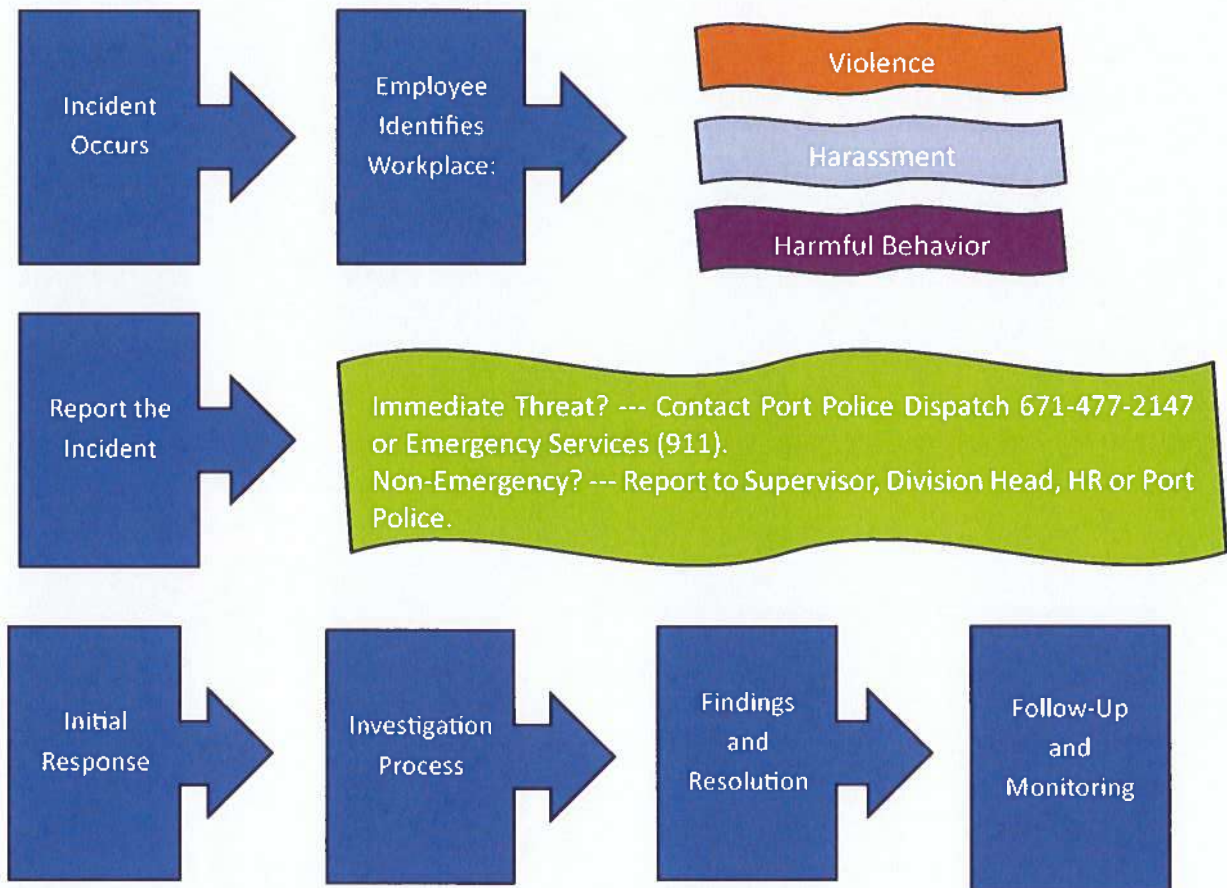 Incident
Occurs
Employee
Identifies
Workplace:
Violence
Harassment
Harmful Behavior
Report the
Incident
Immediate Threat? --- Contact Port Police Dispatch 671-477-2147
or Emergency Services (911).
Non-Emergency? --- Report to Supervisor, Division Head, HR or Port
Police.
Initial
Response
Investigation
Process
Findings
and
Resolution
Follow-Up
and
Monitoring